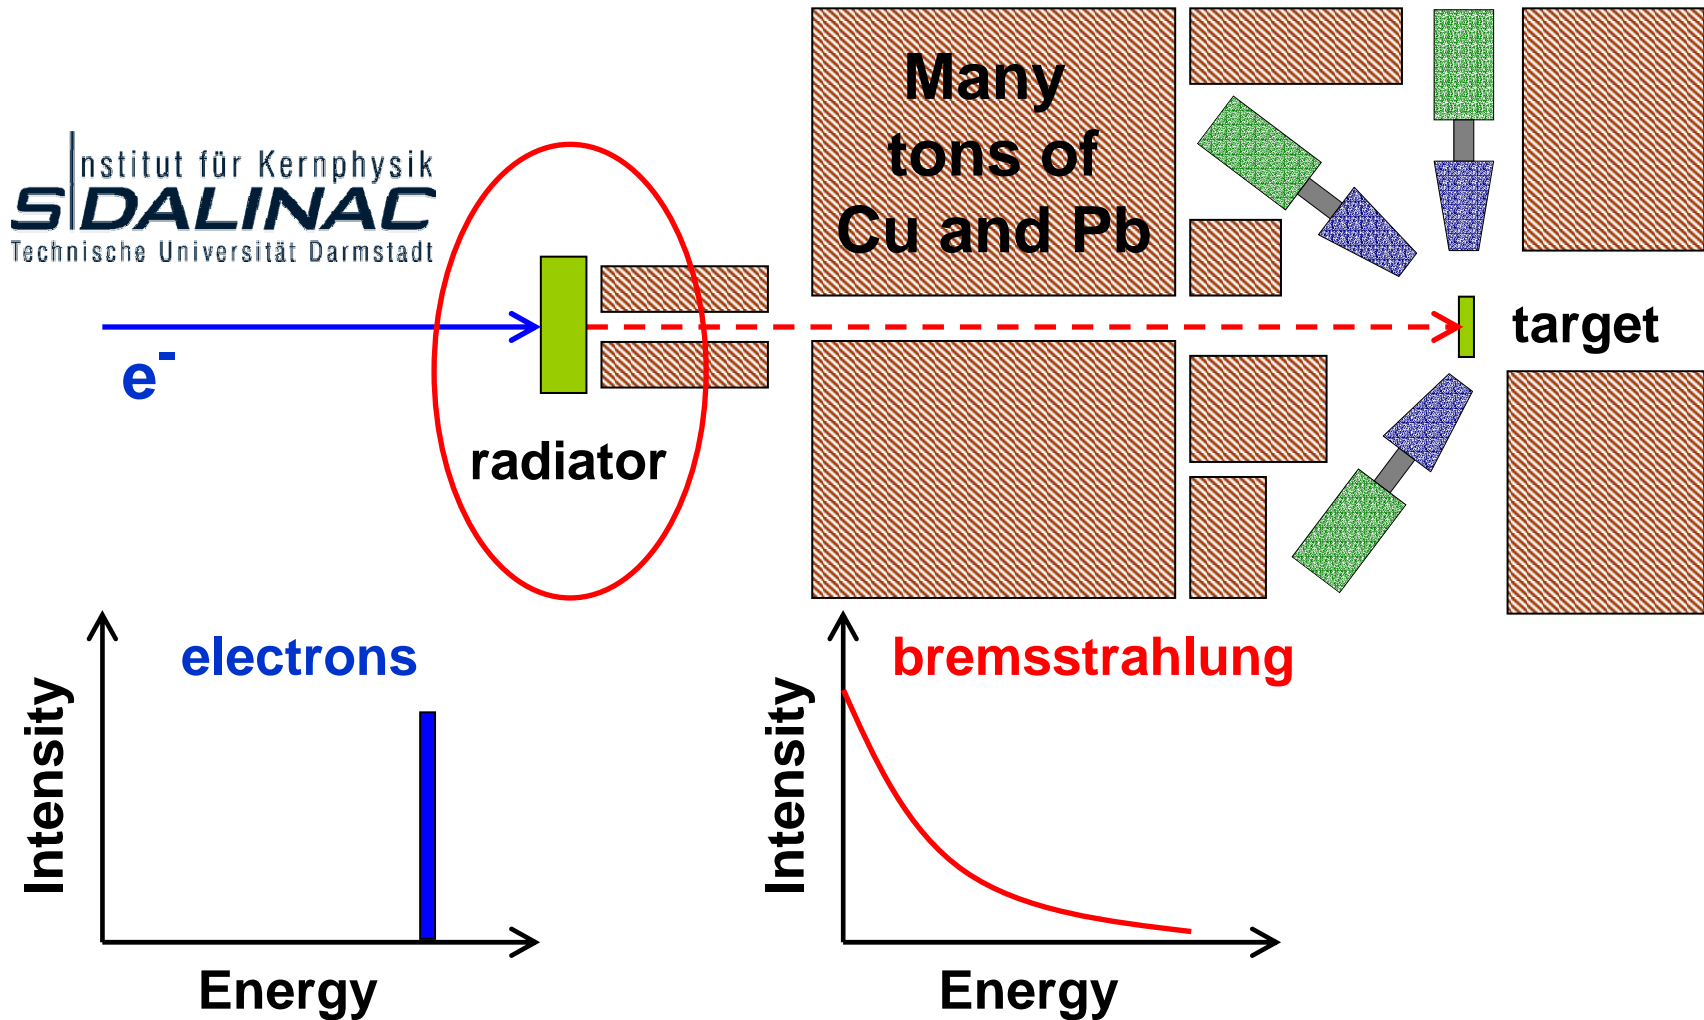 Institut für Kernphysik
S-DALINAC
Technische Universität Darmstadt
Many
tons of
Cu and Pb
e-
radiator
target
electrons
Intensity
Energy
bremsstrahlung
Intensity
Energy